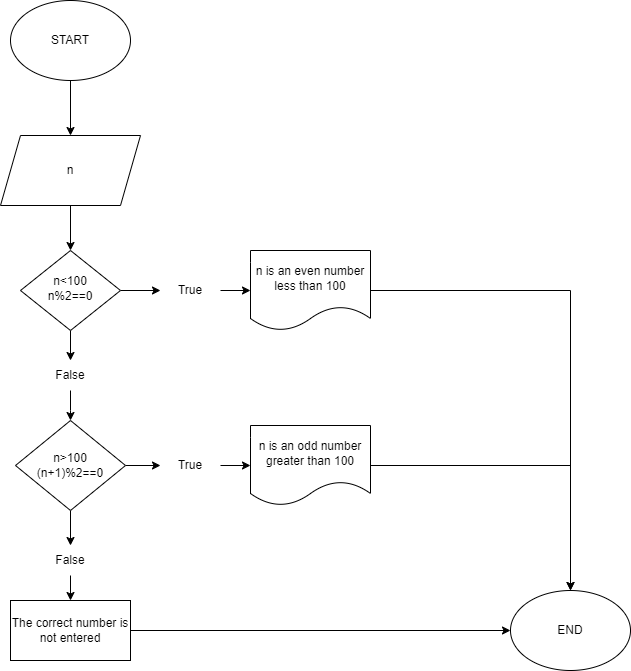 START
n
n<100
n%2==0
True
n is an even number
less than 100
False
n>100
(n+1)%2==0
True
n is an odd number
greater than 100
False
The correct number is
not entered
END